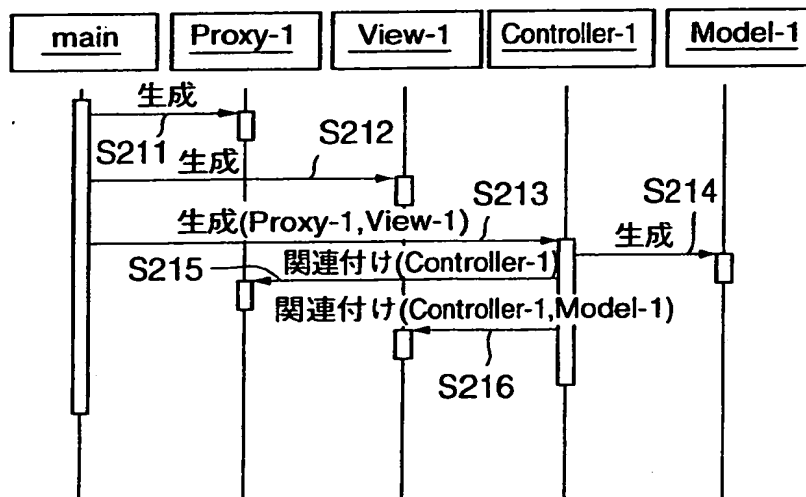 main
Proxy-1
View-1
Controller-1
Model-1
生成
S211
生成
S212
生成(Proxy-1,View-1)
S213
S214
生成
S215
関連付け(Controller-1)
関連付け(Controller-1,Model-1)
S216